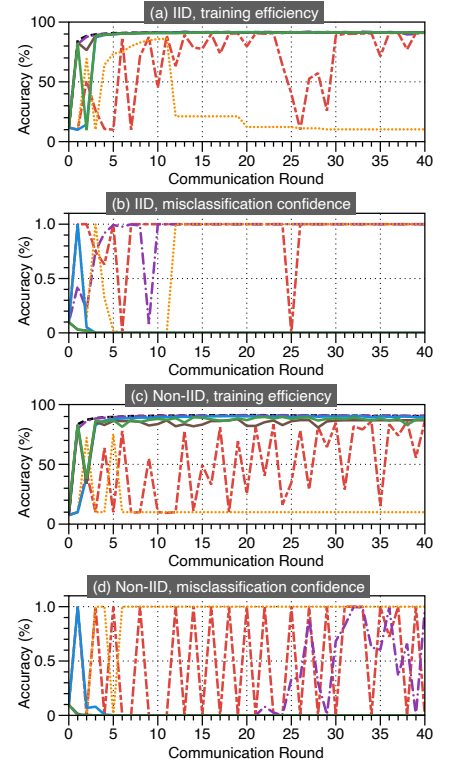 (a) IID, training efficiency
Accuracy (%)
100
50
0
0 5 10 15 20 25 30 35 40
Communication Round
(b) IID, misclassification confidence
Accuracy (%)
1.0
0.5
0
0 5 10 15 20 25 30 35 40
Communication Round
(c) Non-IID, training efficiency
Accuracy (%)
100
50
0
0 5 10 15 20 25 30 35 40
Communication Round
(d) Non-IID, misclassification confidence
Accuracy (%)
1.0
0.5
0
0 5 10 15 20 25 30 35 40
Communication Round